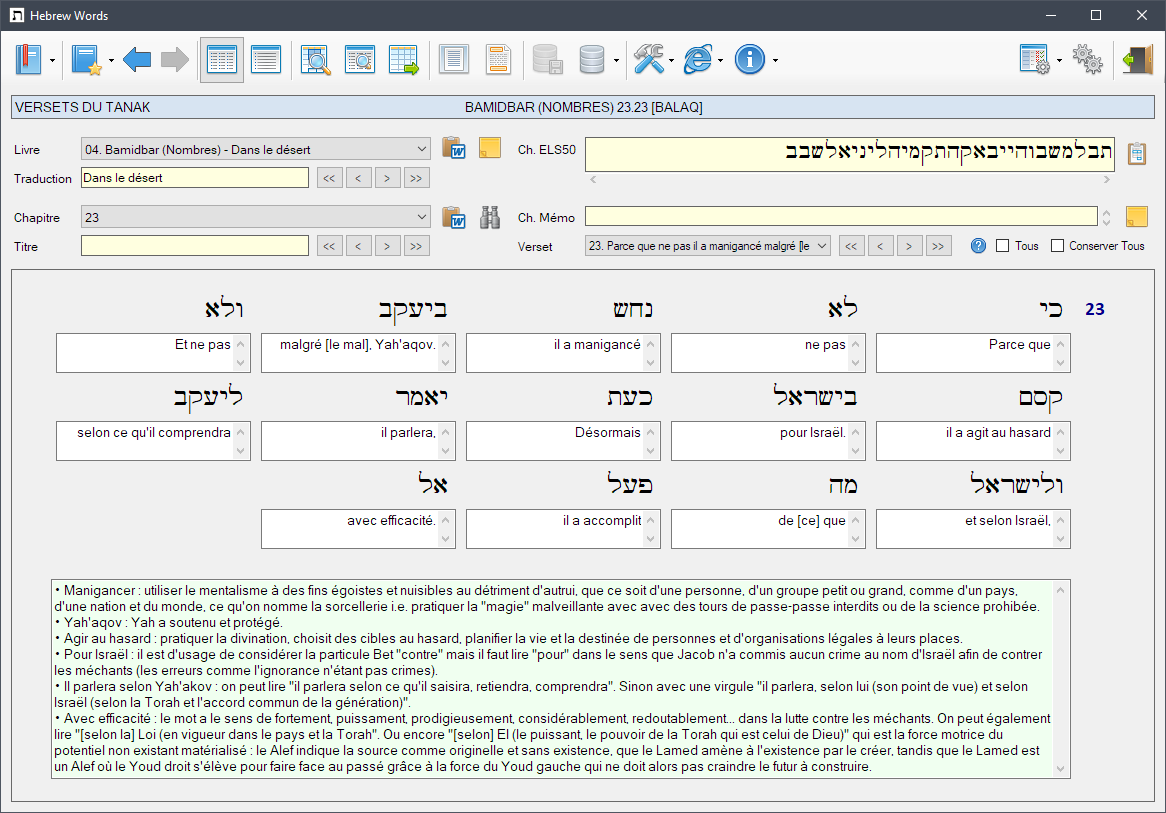 Hebrew Words
VERSETS DU TANAK BAMIDBAR (NOMBRES) 23.23 [BALAQ]
Livre 04. Bamidbar (Nombres) - Dans le désert Ch. ELS50 תבלמשבוהייבאקהתקמיהליניאלשבב
Traduction Dans le désert << < > >>
Chapitre 23 Ch. Mémo
Titre << < > >> Verset 23. Parce que ne pas il a manigancé malgré [le << < > >> Tous Conserver Tous
23 כי לא נחש ביעקב ולא
Parce que ne pas il a manigancé malgré [le mal], Yah'aqov. Et ne pas
קסם בישראל כעת יאמר ליעקב
il a agit au hasard pour Israël. Désormais il parlera, selon ce qu'il comprendra
ולישראל מה פעל אל
et selon Israël, de [ce] que il a accomplit avec efficacité.
• Manigancer : utiliser le mentalisme à des fins égoistes et nuisibles au détriment d'autrui, que ce soit d'une personne, d'un groupe petit ou grand, comme d'un pays,
d'une nation et du monde, ce qu'on nomme la sorcellerie i.e. pratiquer la "magie" malveillante avec avec des tours de passe-passe interdits ou de la science prohibée.
• Yah'aqov : Yah a soutenu et protégé.
• Agir au hasard : pratiquer la divination, choisit des cibles au hasard, planifier la vie et la destinée de personnes et d'organisations légales à leurs places.
• Pour Israël : il est d'usage de considérer la particule Bet "contre" mais il faut lire "pour" dans le sens que Jacob n'a commis aucun crime au nom d'Israël afin de contrer
les méchants (les erreurs comme l'ignorance n'étant pas crimes).
• Il parlera selon Yah'akov : on peut lire "il parlera selon ce qu'il saisira, retiendra, comprendra". Sinon avec une virgule "il parlera, selon lui (son point de vue) et selon
Israël (selon la Torah et l'accord commun de la génération)".
• Avec efficacité : le mot a le sens de fortement, puissament, prodigieusement, considérablement, redoutablement... dans la lutte contre les méchants. On peut également
lire "[selon la] Loi (en vigueur dans le pays et la Torah". Ou encore "[selon] El (le puissant, le pouvoir de la Torah qui est celui de Dieu)" qui est la force motrice du
potentiel non existant matérialisé : le Alef indique la source comme originelle et sans existence, que le Lamed amène à l'existence par le créer, tandis que le Lamed est
un Alef où le Youd droit s'élève pour faire face au passé grâce à la force du Youd gauche qui ne doit alors pas craindre le futur à construire.